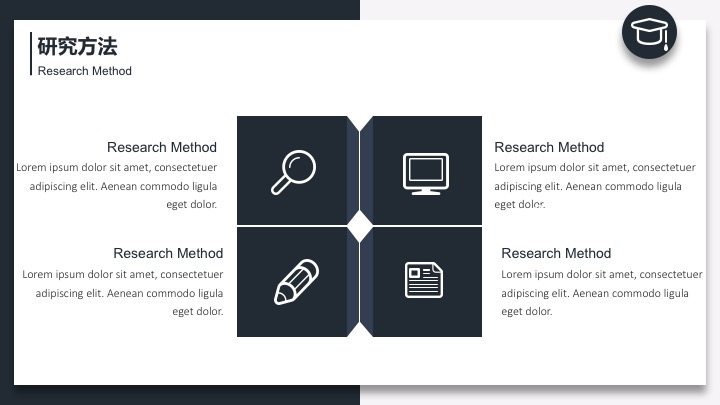 研究方法
Research Method
Research Method
Lorem ipsum dolor sit amet, consectetuer
adipiscing elit. Aenean commodo ligula
eget dolor.
Research Method
Lorem ipsum dolor sit amet, consectetuer
adipiscing elit. Aenean commodo ligula
eget dolor.
Research Method
Lorem ipsum dolor sit amet, consectetuer
adipiscing elit. Aenean commodo ligula
eget dolor.
Research Method
Lorem ipsum dolor sit amet, consectetuer
adipiscing elit. Aenean commodo ligula
eget dolor.